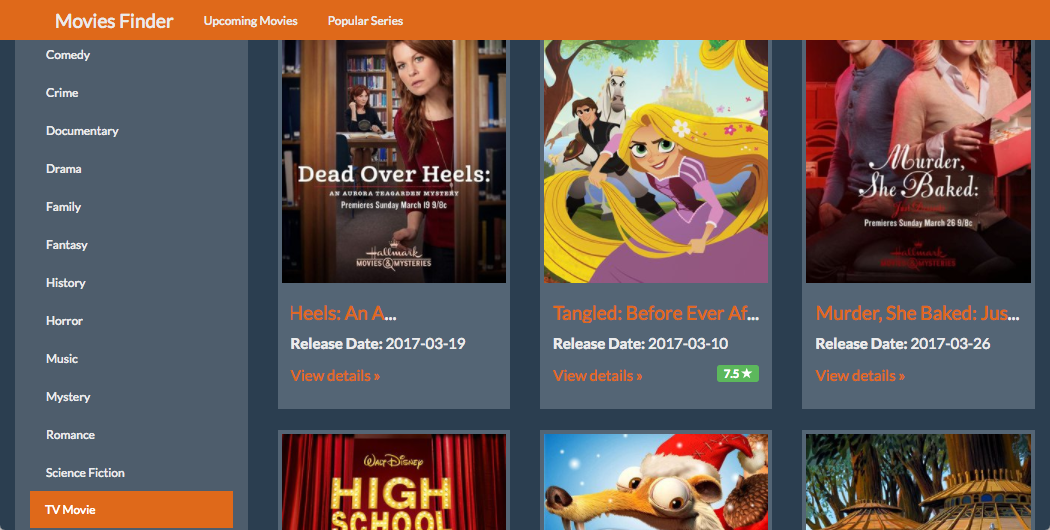 Movies Finder
Upcoming Movies
Popular Series
Comedy
Crime
Documentary
Drama
Family
Fantasy
History
Horror
Music
Mystery
Romance
Science Fiction
TV Movie
Dead Over Heels:
AN AURORA TEAGARDEN MYSTERY
Premieres Sunday March 19 9/8c
Hallmark
MOVIES & MYSTERIES
Heels: An A...
Release Date: 2017-03-19
View details »
Tangled: Before Ever Af...
Release Date: 2017-03-10
View details »
7.5 ★
Murder,
She Baked:
Premieres Sunday March 26 9/8c
Hallmark
MOVIES & MYSTERIES
Murder, She Baked: Jus...
Release Date: 2017-03-26
View details »
WALT DISNEY
HIGH
SCHOOL